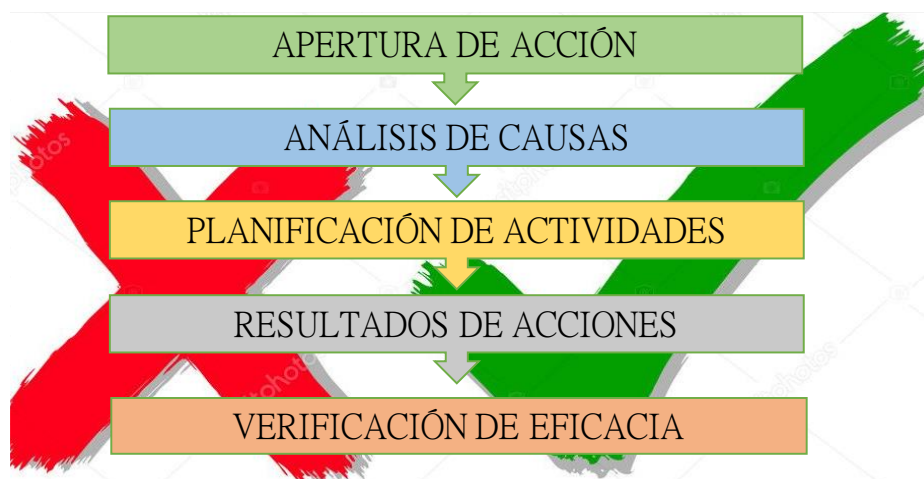 APERTURA DE ACCIÓN
ANÁLISIS DE CAUSAS
PLANIFICACIÓN DE ACTIVIDADES
RESULTADOS DE ACCIONES
VERIFICACIÓN DE EFICACIA